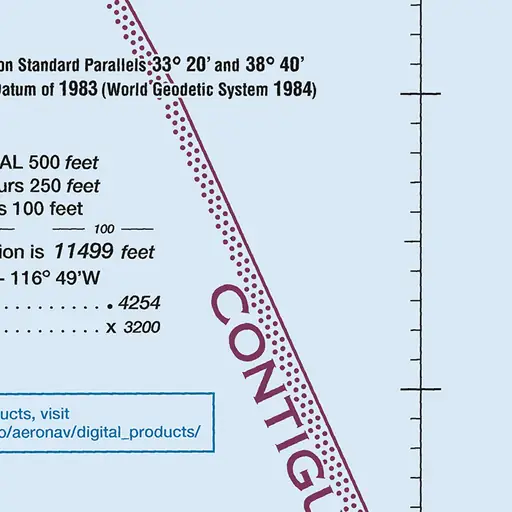 on Standard Parallels 33° 20' and 38° 40'
Datum of 1983 (World Geodetic System 1984)
AL 500 feet
urs 250 feet
s 100 feet
100
ion is 11499 feet
- 116° 49'W
. . . . . . . . . . . 4254
. . . . . . . . . . x 3200
ucts, visit
o/aeronav/digital_products/
CONTIGU